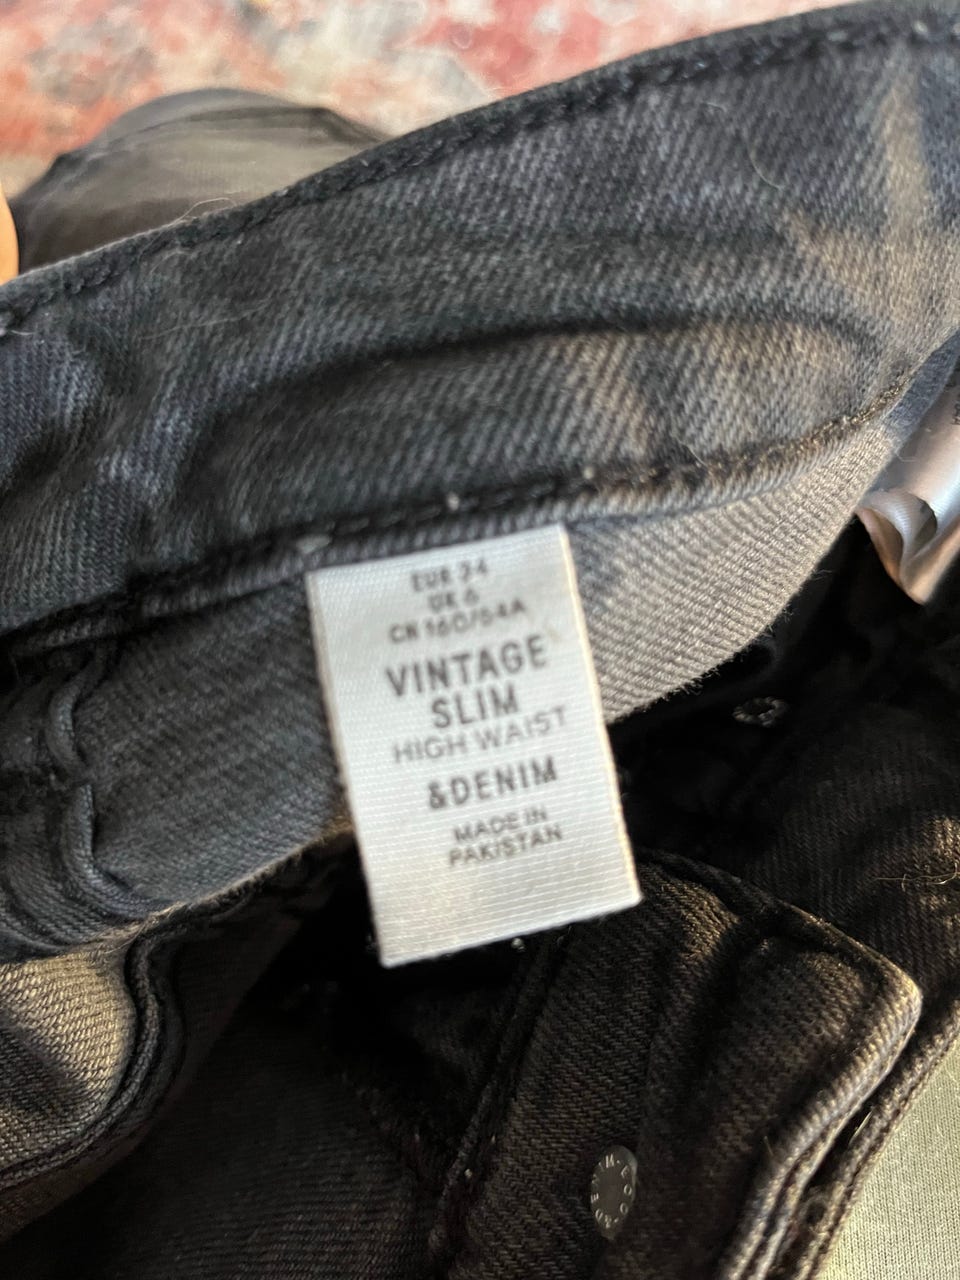 EUR 34
UK 6
CN 160/64A
VINTAGE
SLIM
HIGH WAIST
&DENIM
MADE IN
PAKISTAN